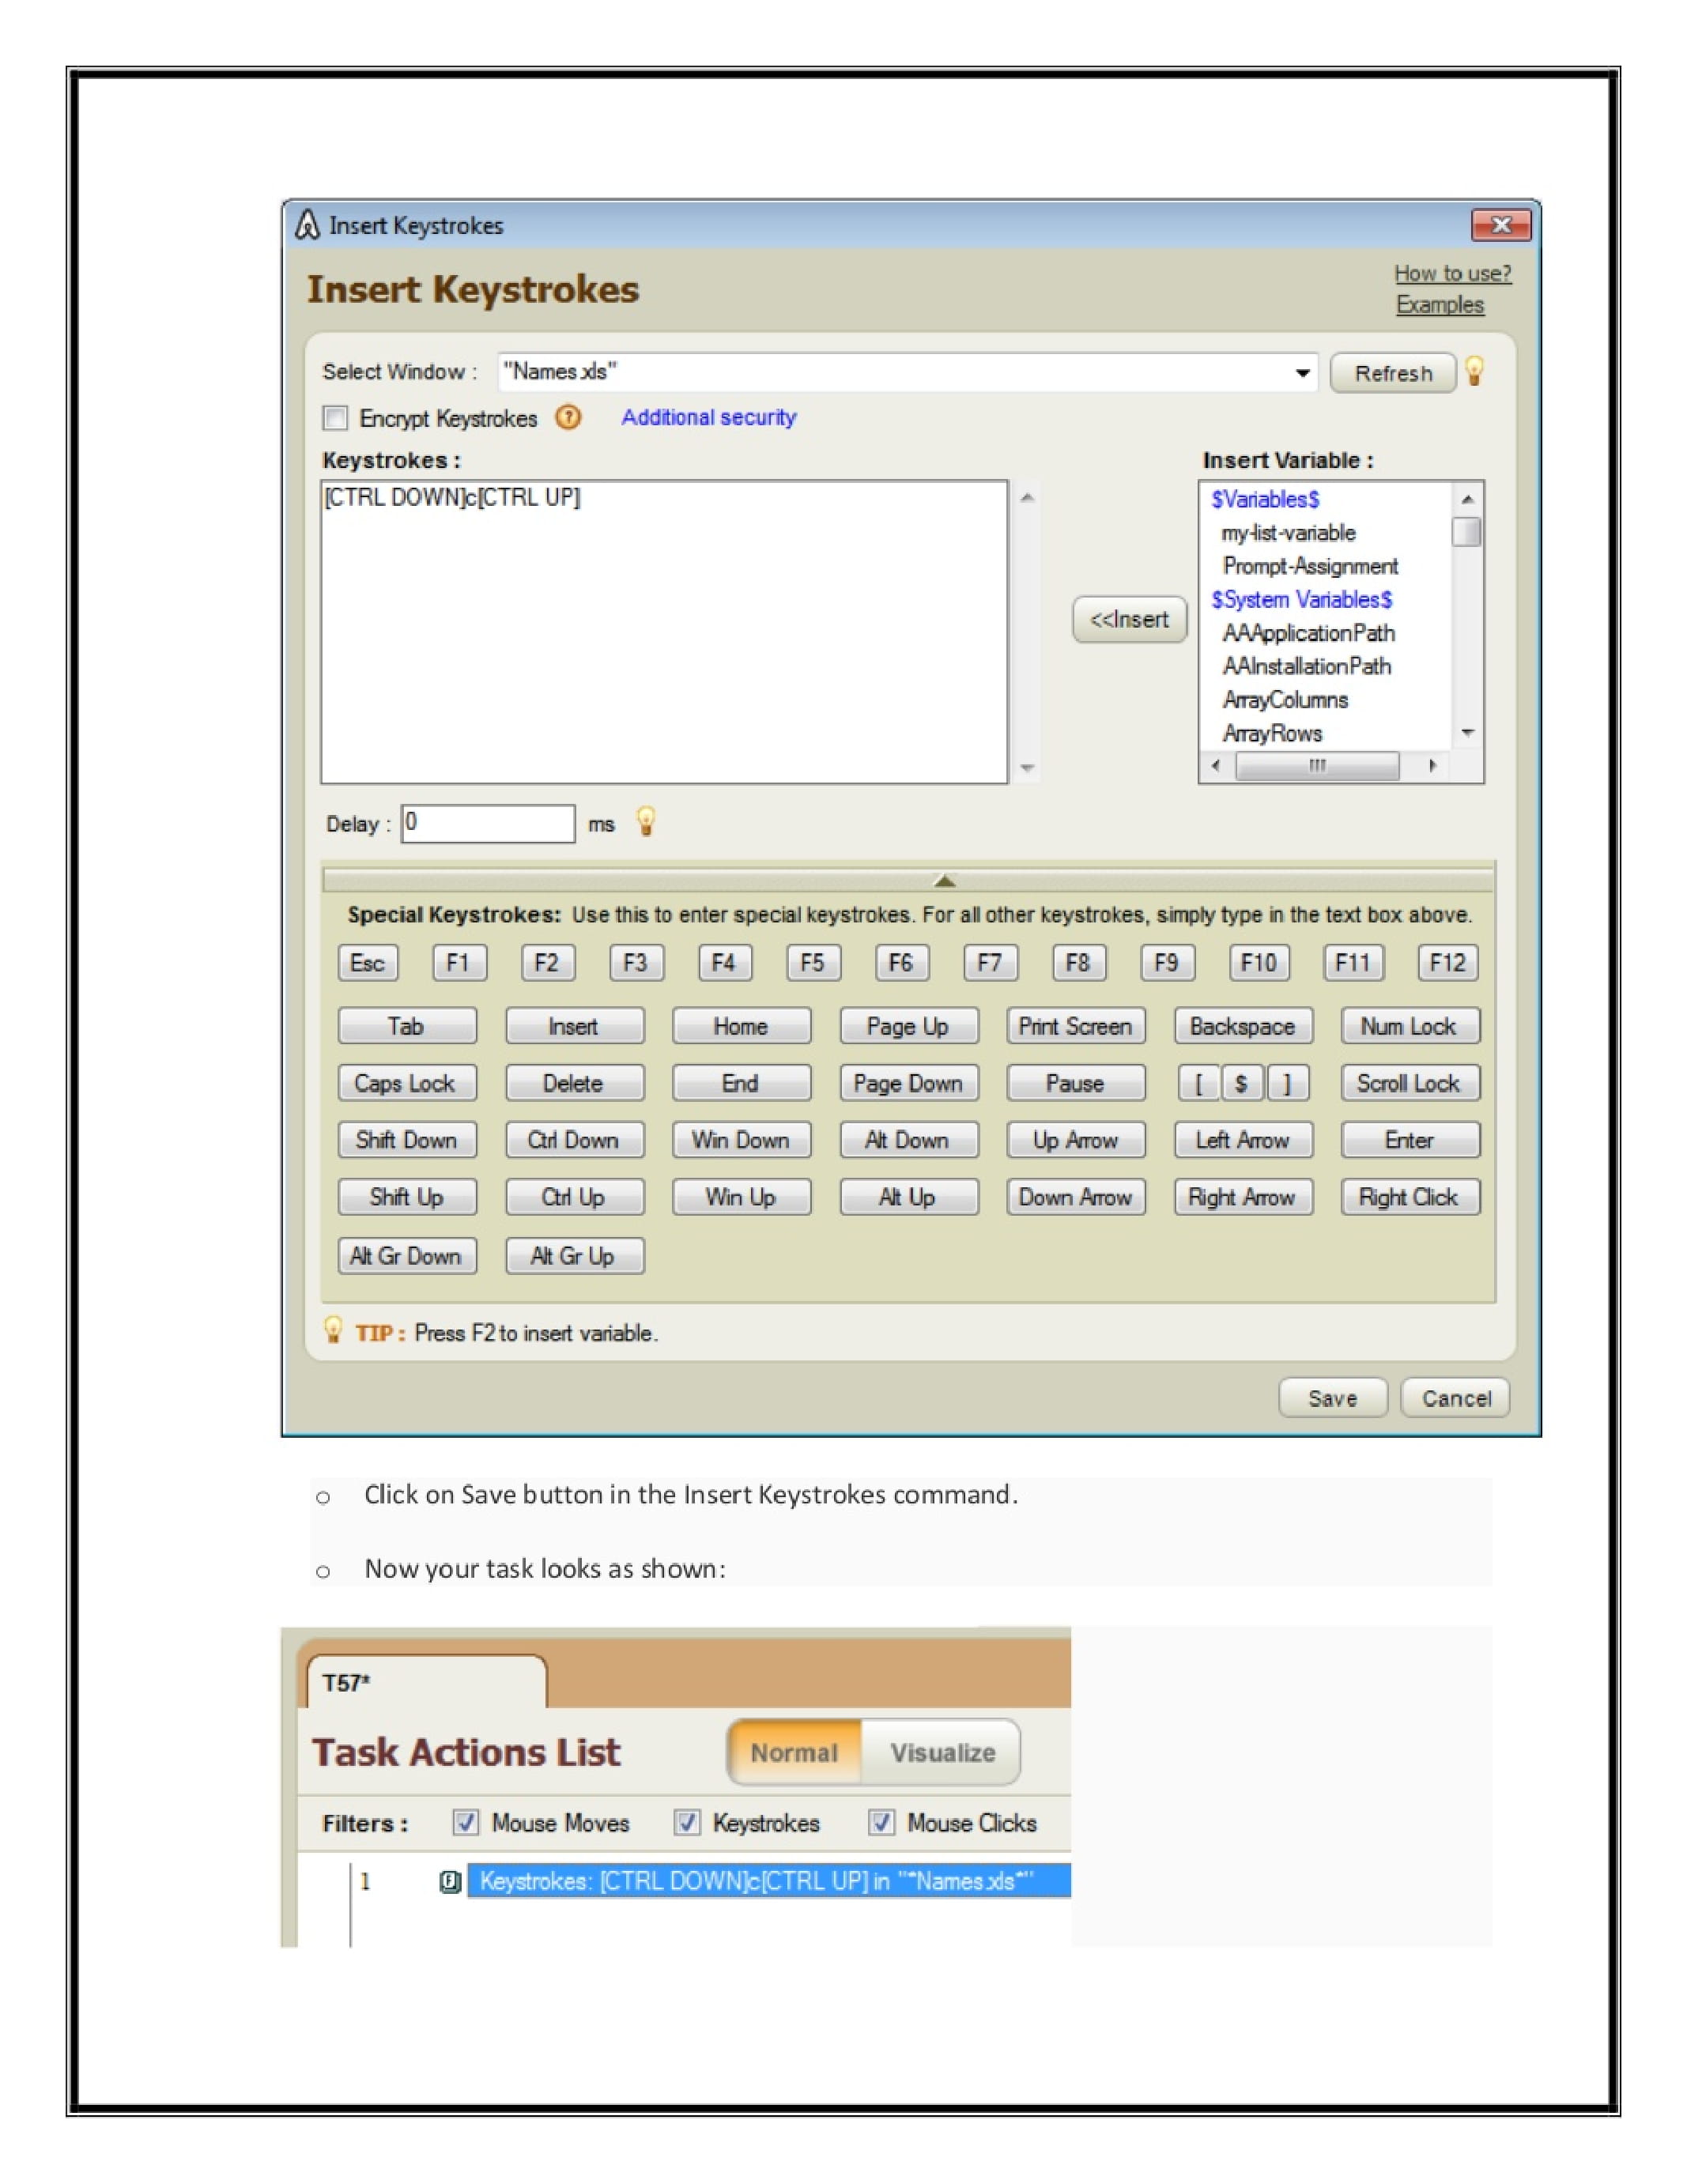 Insert Keystrokes
Insert Keystrokes
How to use?
Examples
Select Window : "Names.xls" Refresh
Encrypt Keystrokes ? Additional security
Keystrokes : Insert Variable :
[CTRL DOWN]c[CTRL UP]
$Variables$
my-list-variable
Prompt-Assignment
$System Variables$
<<Insert
AAApplicationPath
AAInstallationPath
ArrayColumns
ArrayRows
Delay : 0 ms
Special Keystrokes: Use this to enter special keystrokes. For all other keystrokes, simply type in the text box above.
Esc F1 F2 F3 F4 F5 F6 F7 F8 F9 F10 F11 F12
Tab Insert Home Page Up Print Screen Backspace Num Lock
Caps Lock Delete End Page Down Pause [ $ ] Scroll Lock
Shift Down Ctrl Down Win Down Alt Down Up Arrow Left Arrow Enter
Shift Up Ctrl Up Win Up Alt Up Down Arrow Right Arrow Right Click
Alt Gr Down Alt Gr Up
TIP : Press F2 to insert variable.
Save Cancel
o Click on Save button in the Insert Keystrokes command.
o Now your task looks as shown:
T57*
Task Actions List Normal Visualize
Filters : Mouse Moves Keystrokes Mouse Clicks
1 Keystrokes: [CTRL DOWN]c[CTRL UP] in "*Names.xls*"